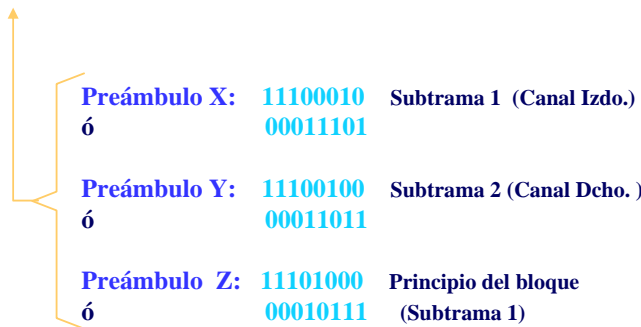 Preámbulo X: 11100010 Subtrama 1 (Canal Izdo.)
ó 00011101
Preámbulo Y: 11100100 Subtrama 2 (Canal Dcho. )
ó 00011011
Preámbulo Z: 11101000 Principio del bloque
ó 00010111 (Subtrama 1)